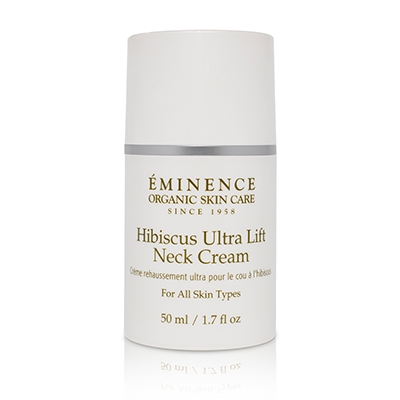 ÉMINENCE
ORGANIC SKIN CARE
SINCE 1958
Hibiscus Ultra Lift
Neck Cream
Crème rehaussement ultra pour le cou à l'hibiscus
For All Skin Types
50 ml / 1.7 fl oz